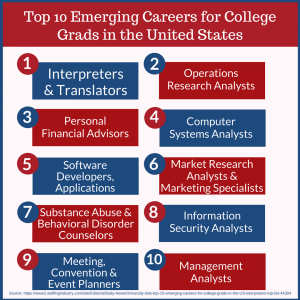 Top 10 Emerging Careers for College
Grads in the United States
1
Interpreters
& Translators
2
Operations
Research Analysts
3
Personal
Financial Advisors
4
Computer
Systems Analysts
5
Software
Developers,
Applications
6
Market Research
Analysts &
Marketing Specialists
7
Substance Abuse &
Behavioral Disorder
Counselors
8
Information
Security Analysts
9
Meeting,
Convention &
Event Planners
10
Management
Analysts